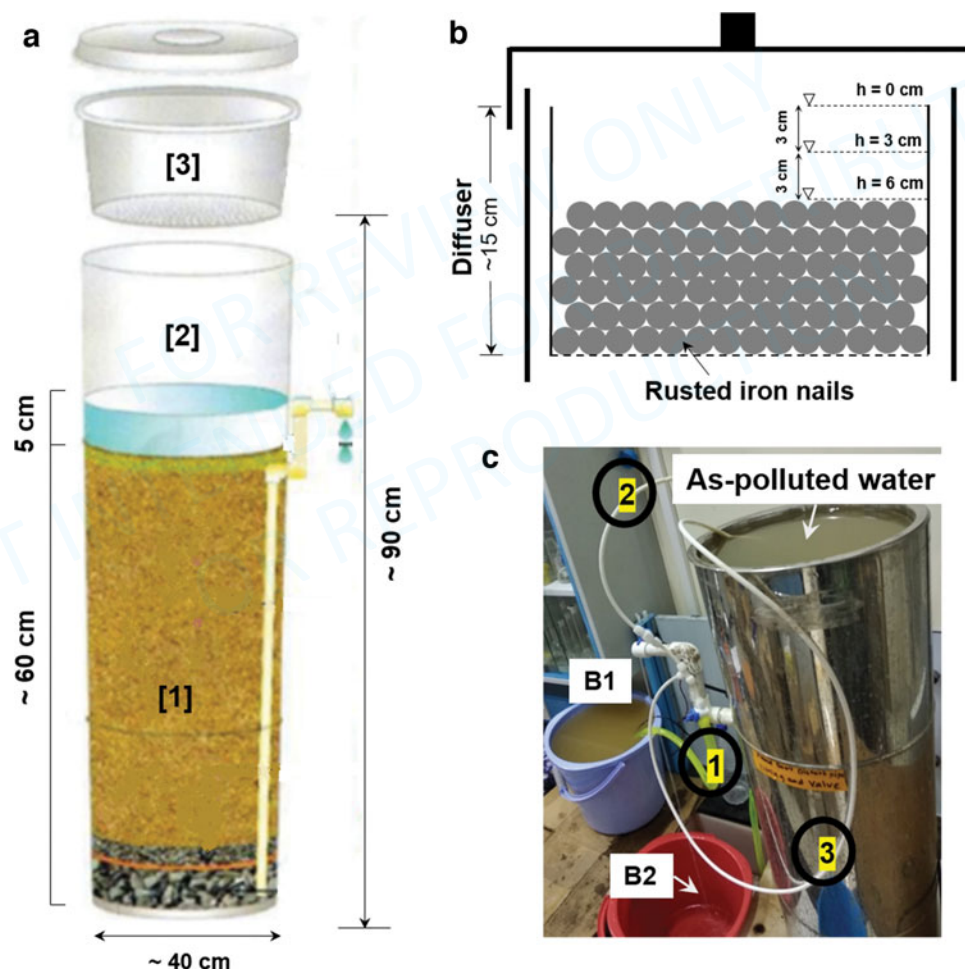 a
[3]
[2]
5 cm
~ 90 cm
~ 60 cm
[1]
~ 40 cm
b
h = 0 cm
3 cm
h = 3 cm
3 cm
h = 6 cm
Diffuser
~15 cm
Rusted iron nails
c
2
As-polluted water
B1
1
3
B2
FOR REVIEW ONLY
REPRODUCTION